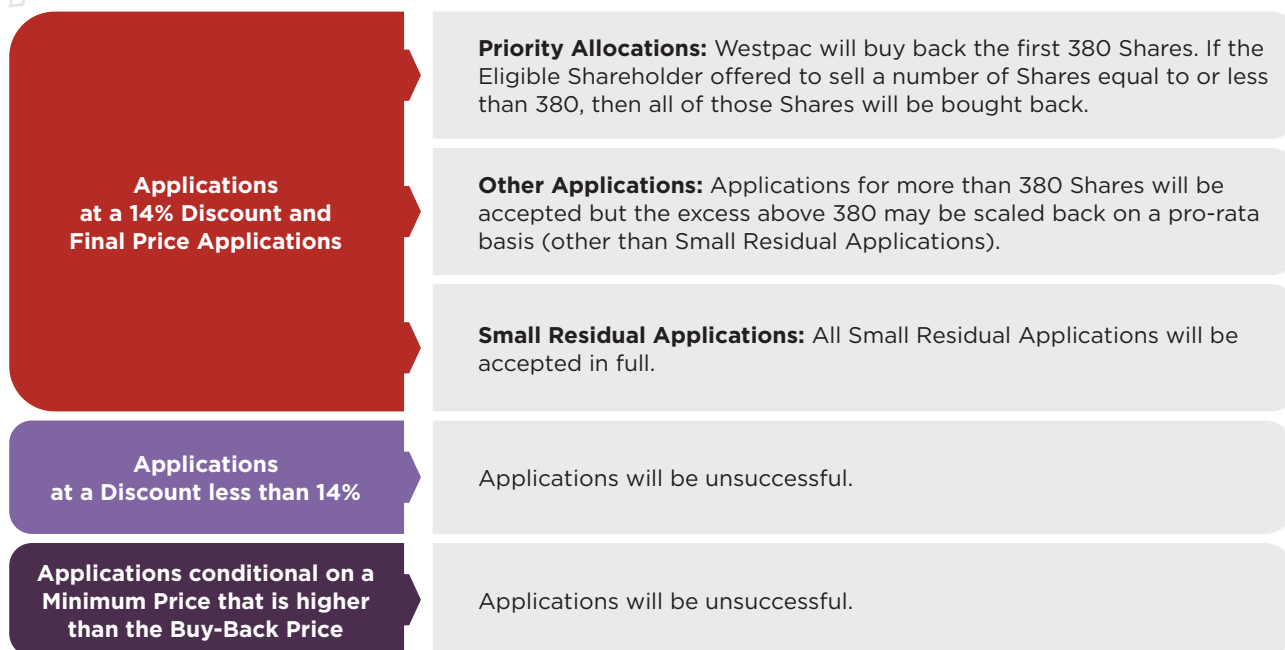 Applications
at a 14% Discount and
Final Price Applications
Priority Allocations: Westpac will buy back the first 380 Shares. If the
Eligible Shareholder offered to sell a number of Shares equal to or less
than 380, then all of those Shares will be bought back.
Other Applications: Applications for more than 380 Shares will be
accepted but the excess above 380 may be scaled back on a pro-rata
basis (other than Small Residual Applications).
Small Residual Applications: All Small Residual Applications will be
accepted in full.
Applications
at a Discount less than 14%
Applications will be unsuccessful.
Applications conditional on a
Minimum Price that is higher
than the Buy-Back Price
Applications will be unsuccessful.